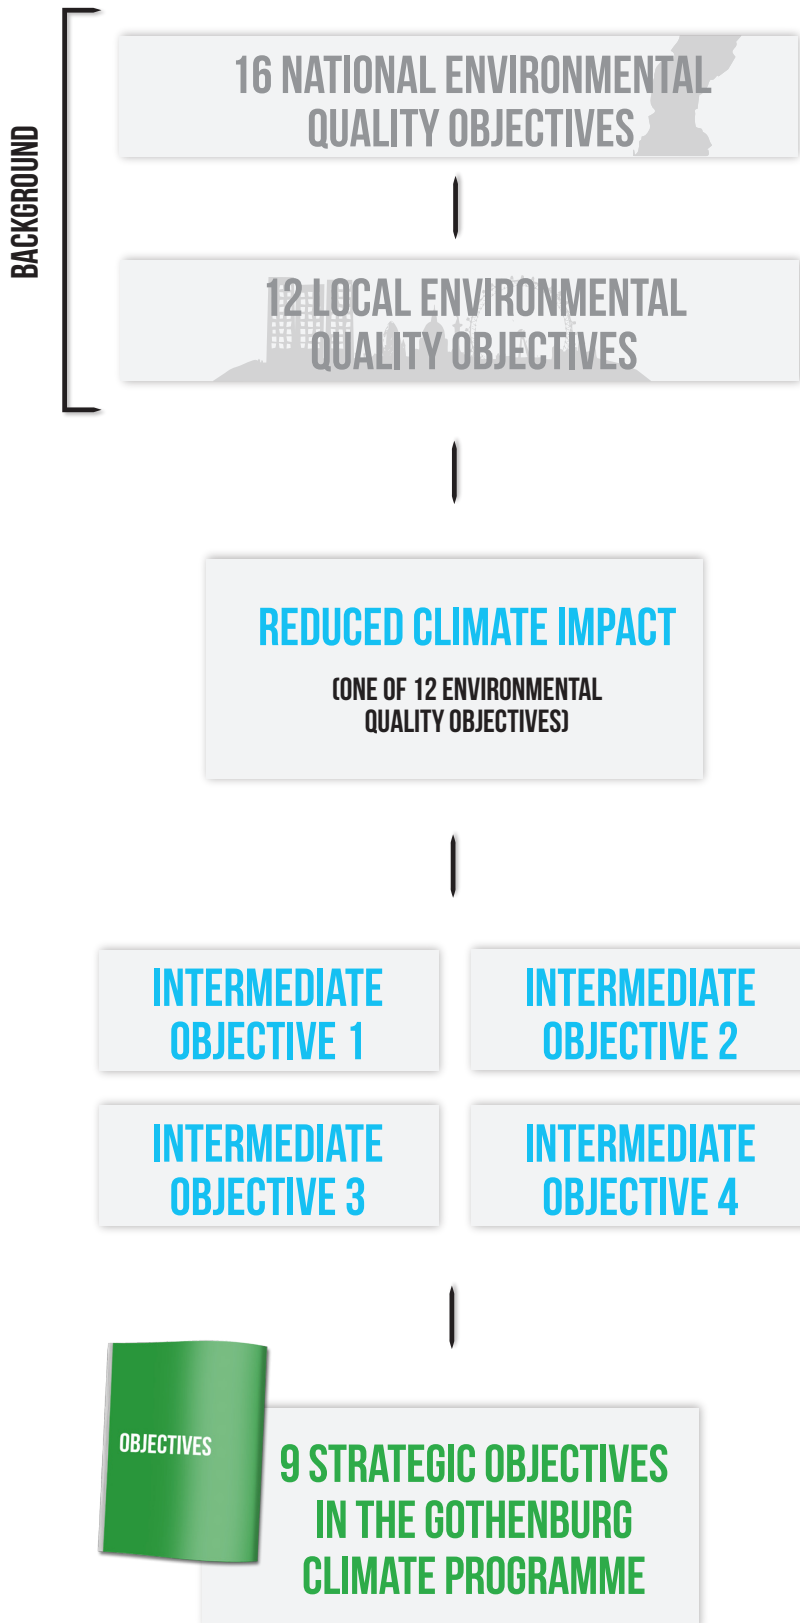 BACKGROUND
16 NATIONAL ENVIRONMENTAL
QUALITY OBJECTIVES
12 LOCAL ENVIRONMENTAL
QUALITY OBJECTIVES
REDUCED CLIMATE IMPACT
(ONE OF 12 ENVIRONMENTAL
QUALITY OBJECTIVES)
INTERMEDIATE
OBJECTIVE 1
INTERMEDIATE
OBJECTIVE 2
INTERMEDIATE
OBJECTIVE 3
INTERMEDIATE
OBJECTIVE 4
OBJECTIVES
9 STRATEGIC OBJECTIVES
IN THE GOTHENBURG
CLIMATE PROGRAMME